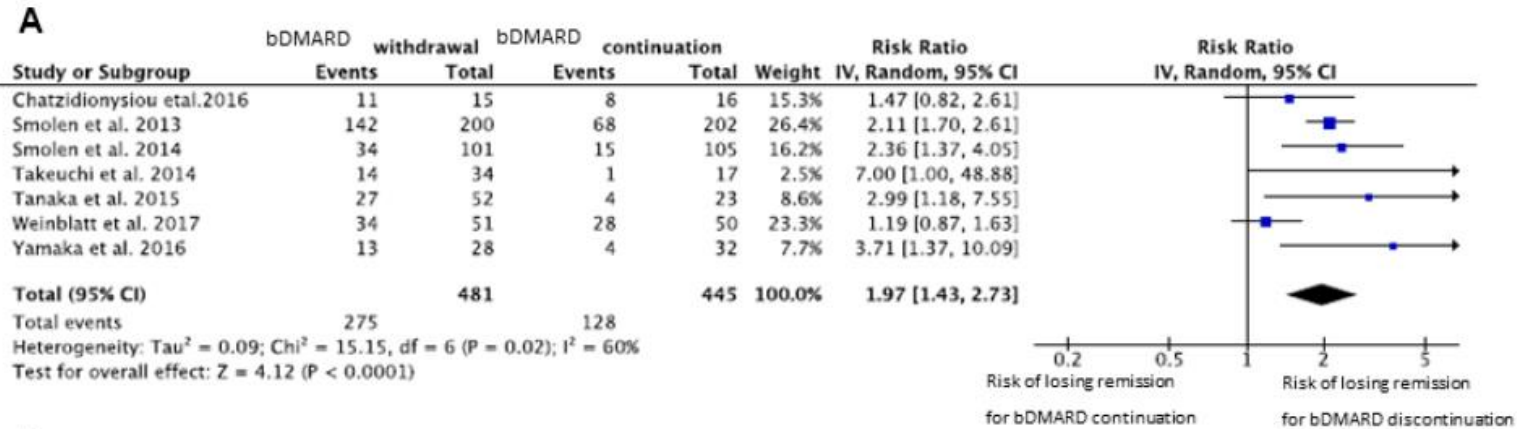 A
bDMARD withdrawal bDMARD continuation Risk Ratio Risk Ratio
Study or Subgroup Events Total Events Total Weight IV, Random, 95% CI IV, Random, 95% CI
Chatzidionysiou etal.2016 11 15 8 16 15.3% 1.47 [0.82, 2.61]
Smolen et al. 2013 142 200 68 202 26.4% 2.11 [1.70, 2.61]
Smolen et al. 2014 34 101 15 105 16.2% 2.36 [1.37, 4.05]
Takeuchi et al. 2014 14 34 1 17 2.5% 7.00 [1.00, 48.88]
Tanaka et al. 2015 27 52 4 23 8.6% 2.99 [1.18, 7.55]
Weinblatt et al. 2017 34 51 28 50 23.3% 1.19 [0.87, 1.63]
Yamaka et al. 2016 13 28 4 32 7.7% 3.71 [1.37, 10.09]
Total (95% CI) 481 445 100.0% 1.97 [1.43, 2.73]
Total events 275 128
Heterogeneity: Tau² = 0.09; Chi² = 15.15, df = 6 (P = 0.02); I² = 60%
Test for overall effect: Z = 4.12 (P < 0.0001)
0.2 0.5 1 2 5
Risk of losing remission Risk of losing remission
for bDMARD continuation for bDMARD discontinuation